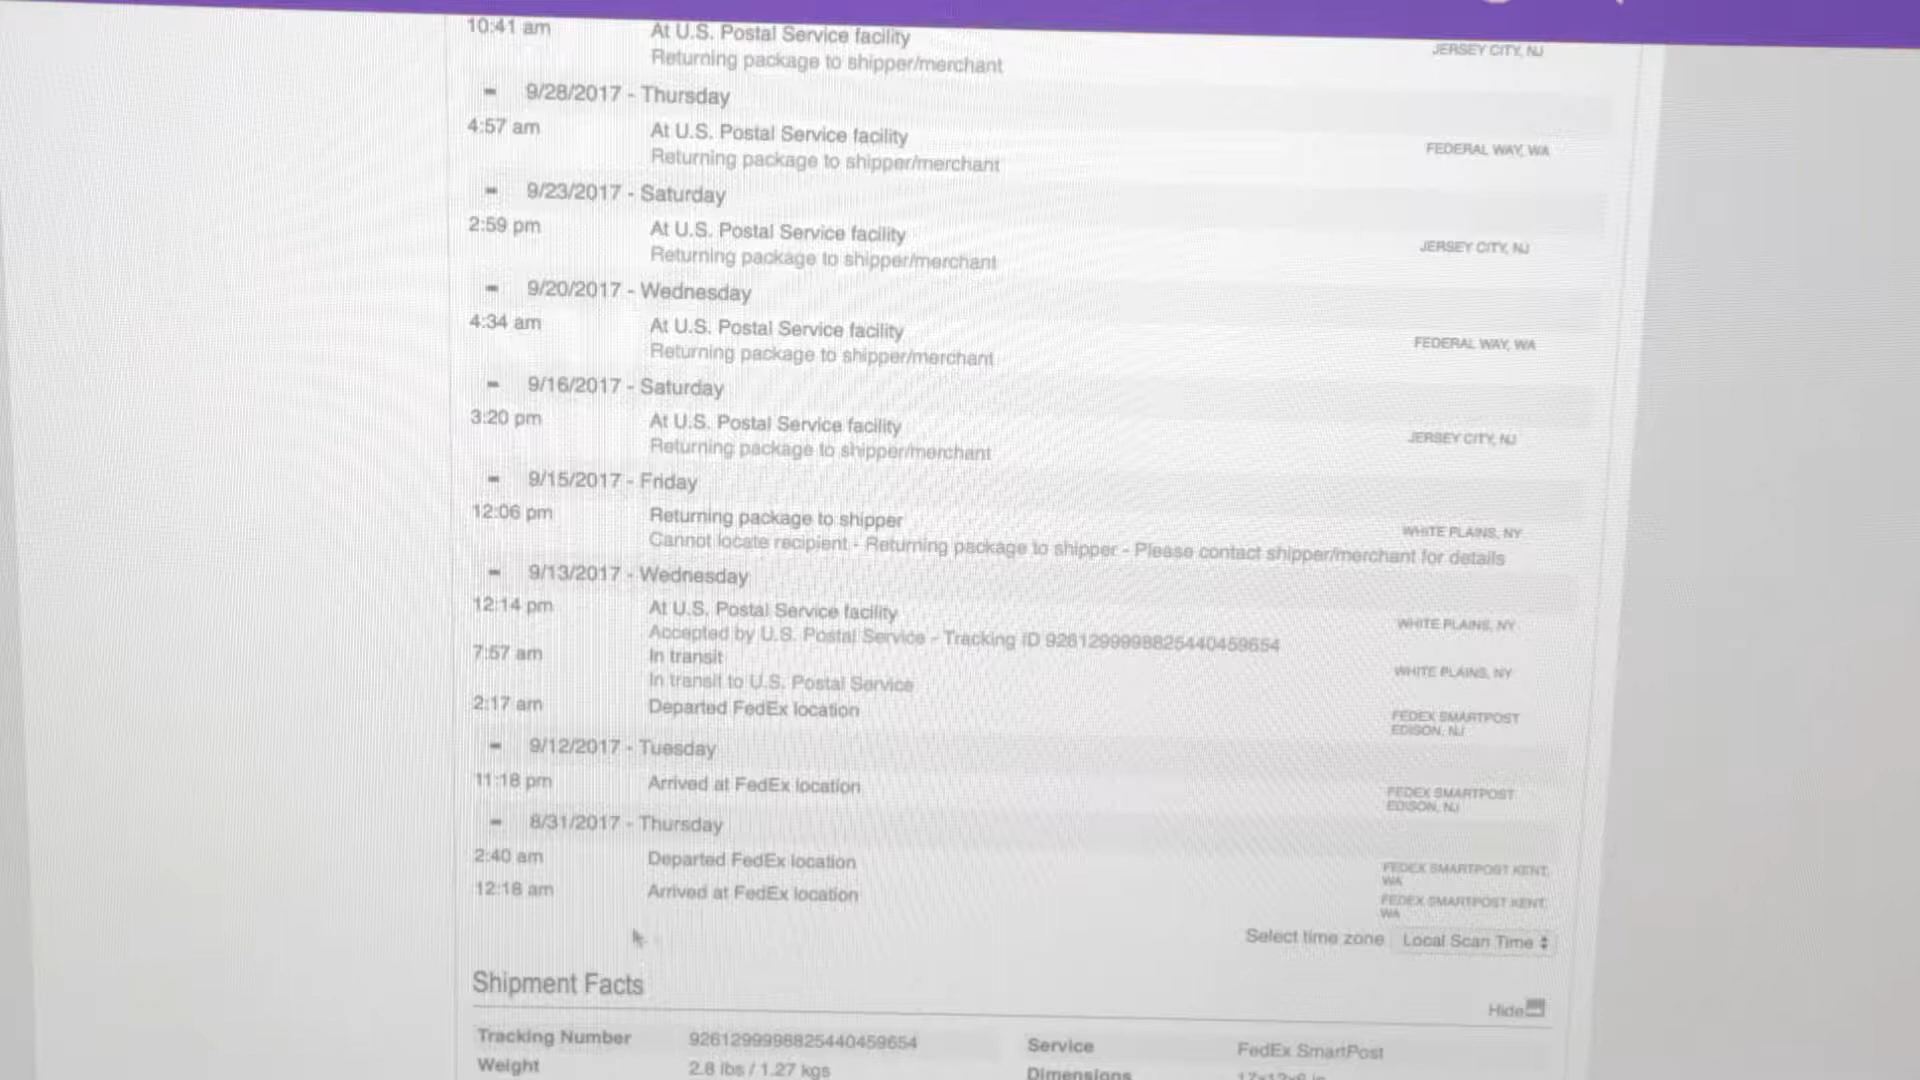 10:41 am At U.S. Postal Service facility JERSEY CITY, NJ
Returning package to shipper/merchant
- 9/28/2017 - Thursday
4:57 am At U.S. Postal Service facility FEDERAL WAY, WA
Returning package to shipper/merchant
- 9/23/2017 - Saturday
2:59 pm At U.S. Postal Service facility JERSEY CITY, NJ
Returning package to shipper/merchant
- 9/20/2017 - Wednesday
4:34 am At U.S. Postal Service facility FEDERAL WAY, WA
Returning package to shipper/merchant
- 9/16/2017 - Saturday
3:20 pm At U.S. Postal Service facility JERSEY CITY, NJ
Returning package to shipper/merchant
- 9/15/2017 - Friday
12:06 pm Returning package to shipper WHITE PLAINS, NY
Cannot locate recipient - Returning package to shipper - Please contact shipper/merchant for details
- 9/13/2017 - Wednesday
12:14 pm At U.S. Postal Service facility WHITE PLAINS, NY
Accepted by U.S. Postal Service - Tracking ID 9261299998825440459654
7:57 am In transit WHITE PLAINS, NY
In transit to U.S. Postal Service
2:17 am Departed FedEx location FEDEX SMARTPOST
EDISON, NJ
- 9/12/2017 - Tuesday
11:18 pm Arrived at FedEx location FEDEX SMARTPOST
EDISON, NJ
- 8/31/2017 - Thursday
2:40 am Departed FedEx location FEDEX SMARTPOST KENT,
WA
12:18 am Arrived at FedEx location FEDEX SMARTPOST KENT,
WA
Select time zone Local Scan Time
Shipment Facts
Hide
Tracking Number 9261299998825440459654 Service FedEx SmartPost
Weight 2.8 lbs / 1.27 kgs Dimensions